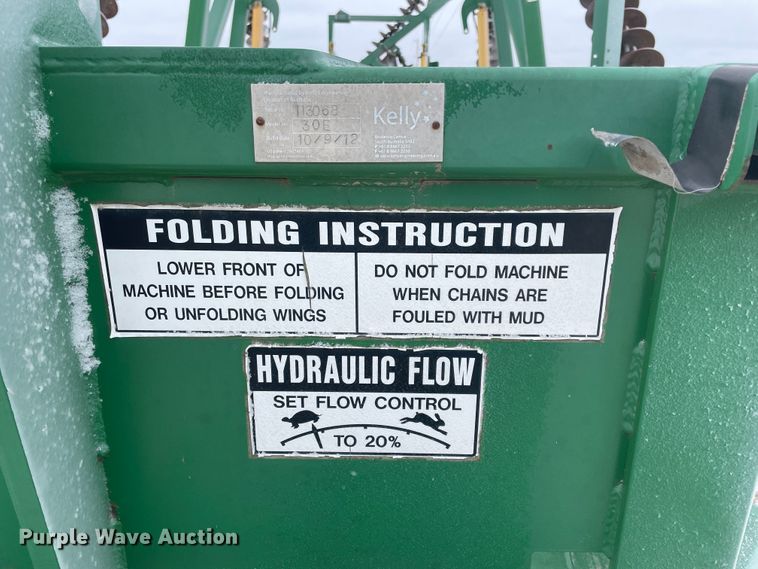 113068
30E
10/9/12
Kelly
FOLDING INSTRUCTION
LOWER FRONT OF
MACHINE BEFORE FOLDING
OR UNFOLDING WINGS
DO NOT FOLD MACHINE
WHEN CHAINS ARE
FOULED WITH MUD
HYDRAULIC FLOW
SET FLOW CONTROL
TO 20%
Purple Wave Auction